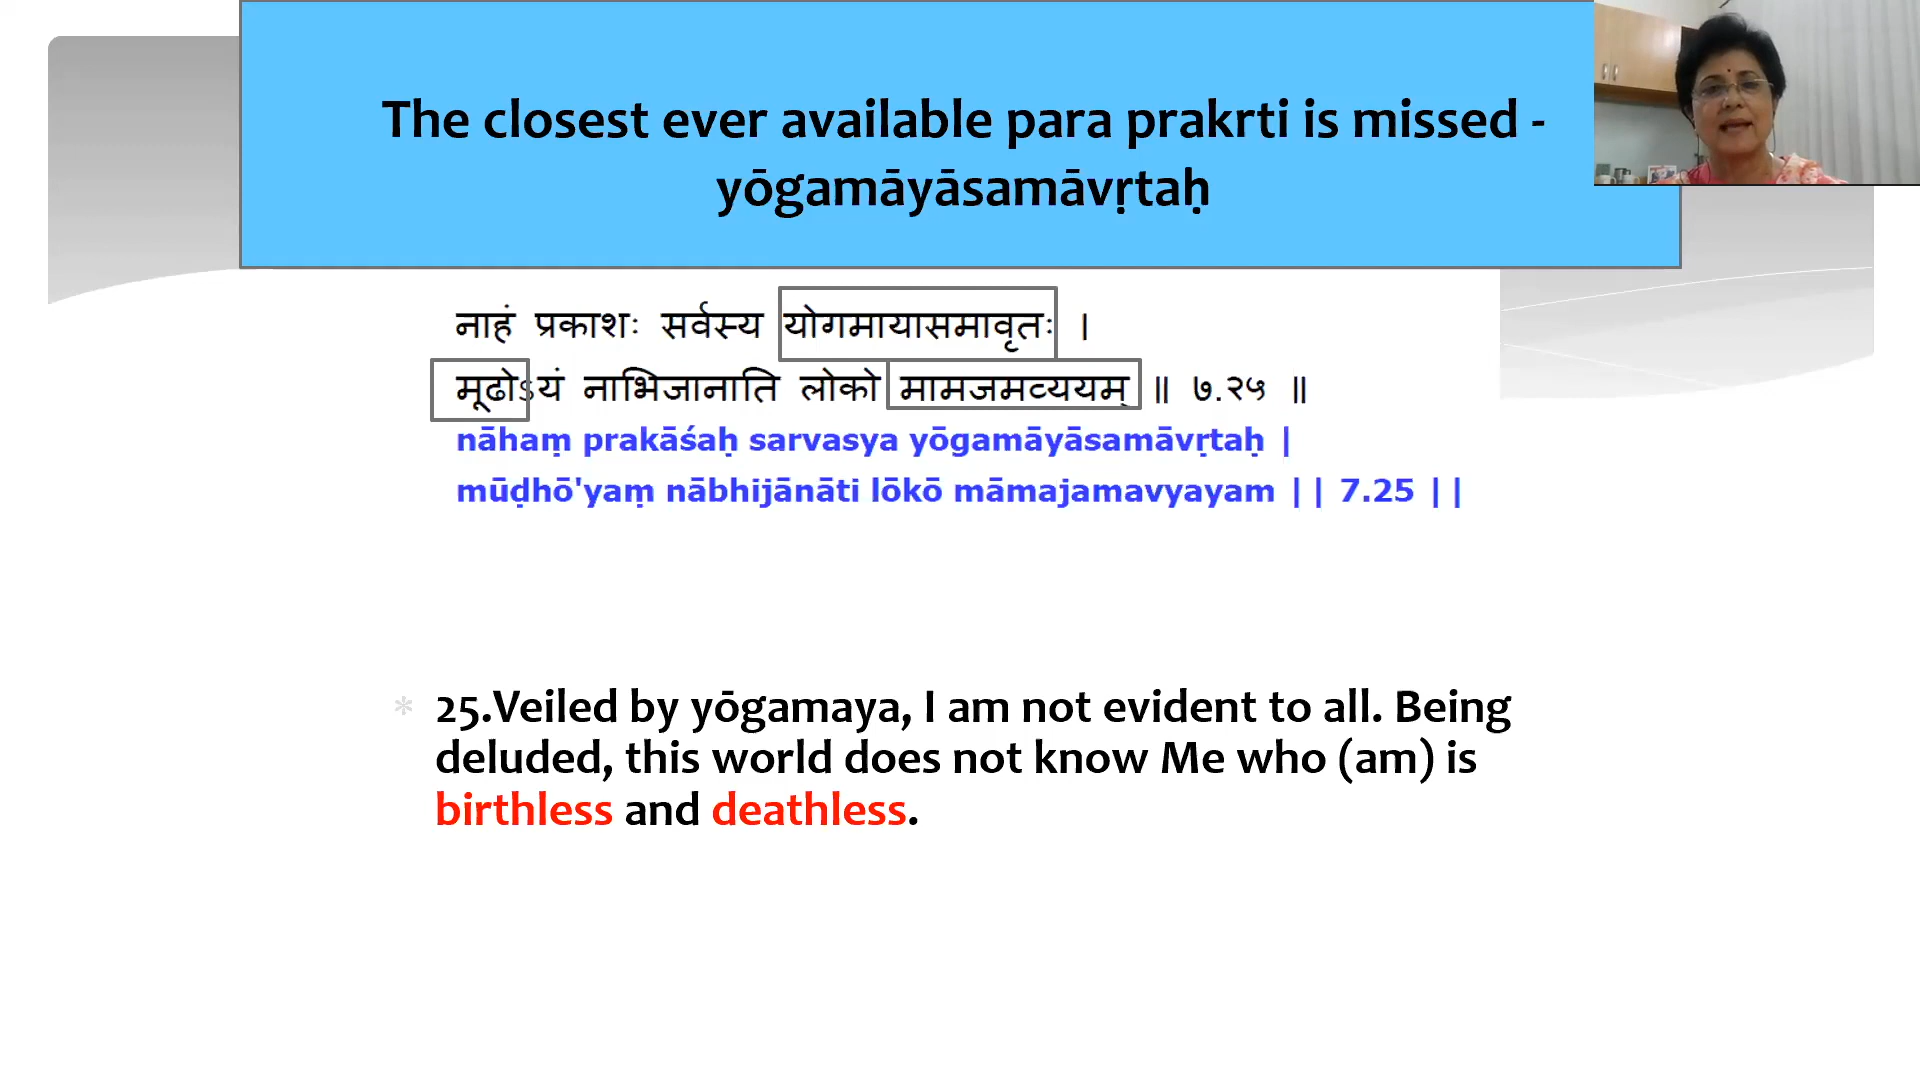 The closest ever available para prakrti is missed -
yōgamāyāsamāvṛtaḥ
नाहं प्रकाशः सर्वस्य योगमायासमावृतः ।
मूढोऽयं नाभिजानाति लोको मामजमव्ययम् ॥ ७.२५ ॥
nāhaṃ prakāśaḥ sarvasya yōgamāyāsamāvṛtaḥ |
mūḍhō'yaṃ nābhijānāti lōkō māmajamavyayam || 7.25 ||
* 25.Veiled by yōgamaya, I am not evident to all. Being
deluded, this world does not know Me who (am) is
birthless and deathless.